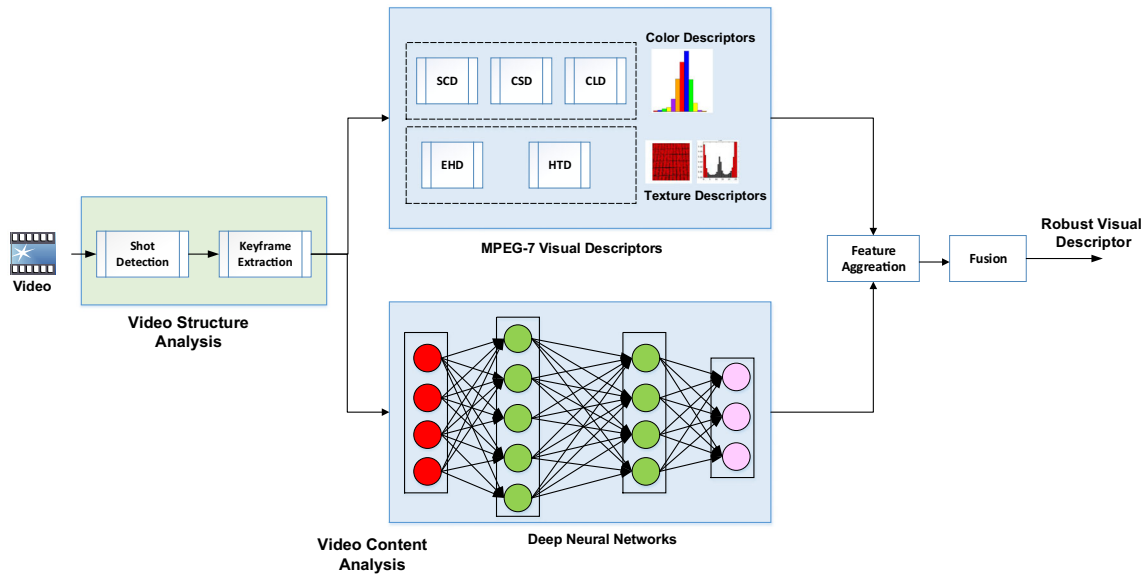 Color Descriptors
SCD
CSD
CLD
EHD
HTD
Texture Descriptors
MPEG-7 Visual Descriptors
Video
Shot
Detection
Keyframe
Extraction
Video Structure
Analysis
Feature
Aggreation
Fusion
Robust Visual
Descriptor
Deep Neural Networks
Video Content
Analysis